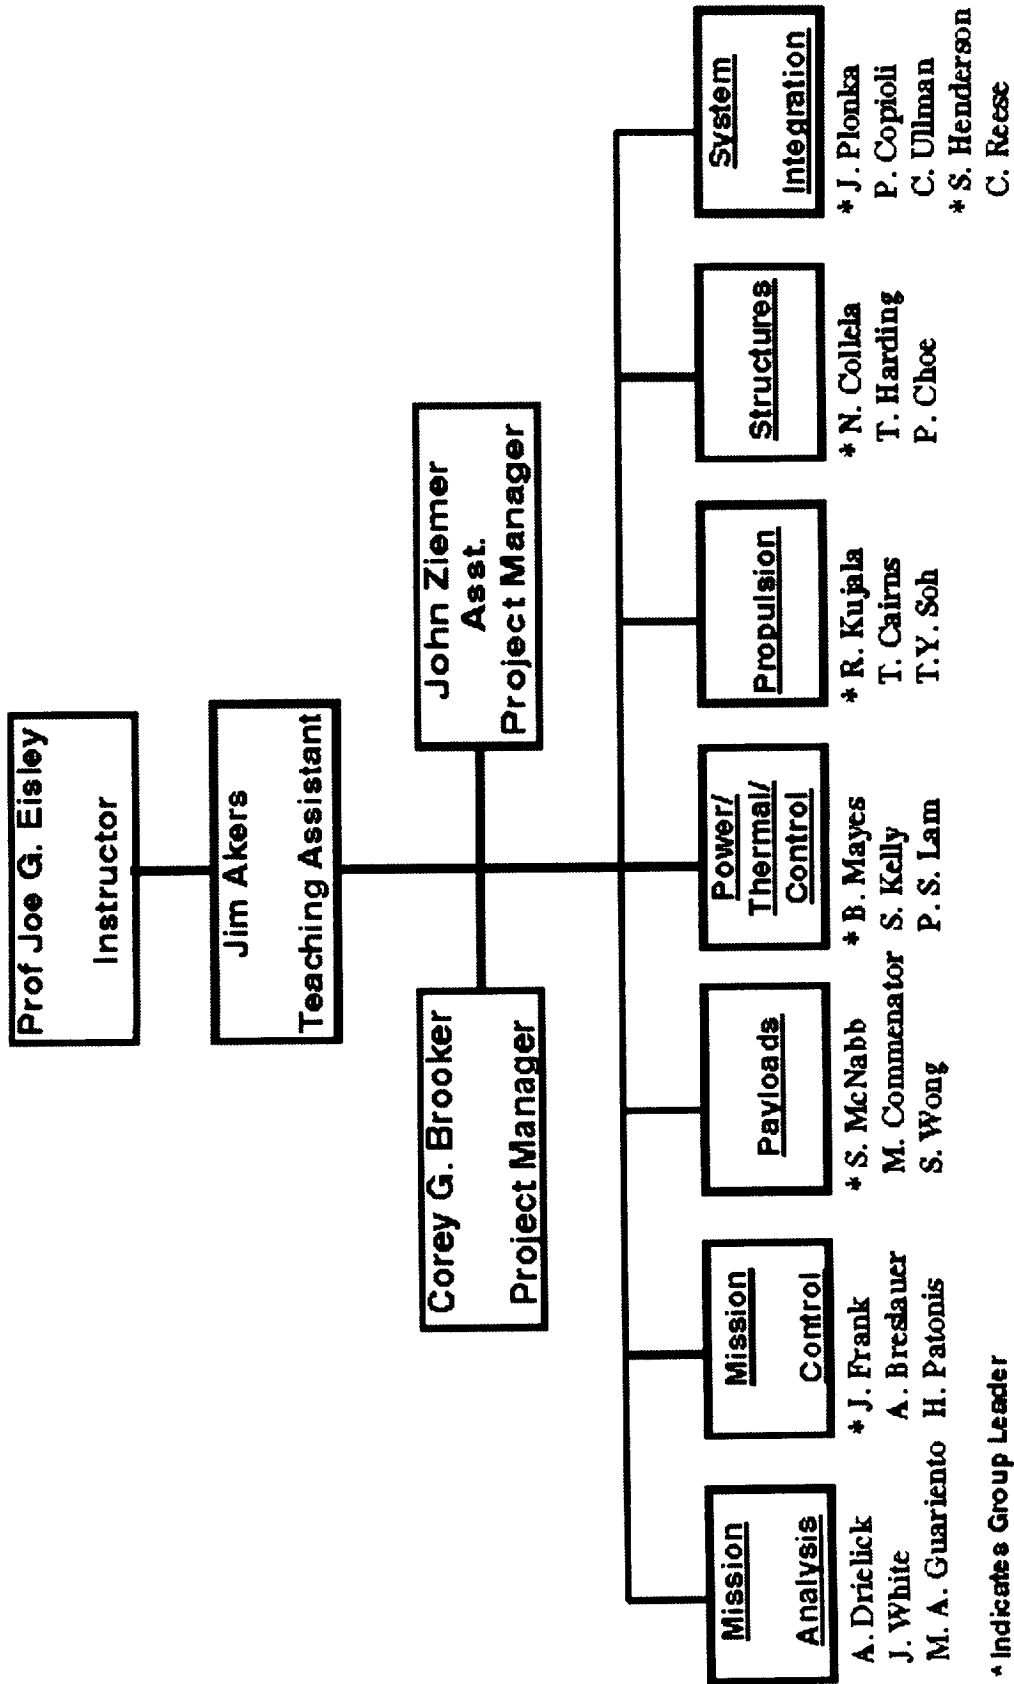 Prof Joe G. Eisley
Instructor
Jim Akers
Teaching Assistant
Corey G. Brooker
Project Manager
John Ziemer
Asst.
Project Manager
Mission
Analysis
A. Drielick
J. White
M. A. Guariento
Mission
Control
* J. Frank
A. Breslauer
H. Patonis
Payloads
* S. McNabb
M. Commenator
S. Wong
Power/
Thermal/
Control
* B. Mayes
S. Kelly
P. S. Lam
Propulsion
* R. Kujala
T. Cairns
T.Y. Soh
Structures
* N. Collela
T. Harding
P. Choe
System
Integration
* J. Plonka
P. Copioli
C. Ullman
* S. Henderson
C. Reese
* Indicates Group Leader